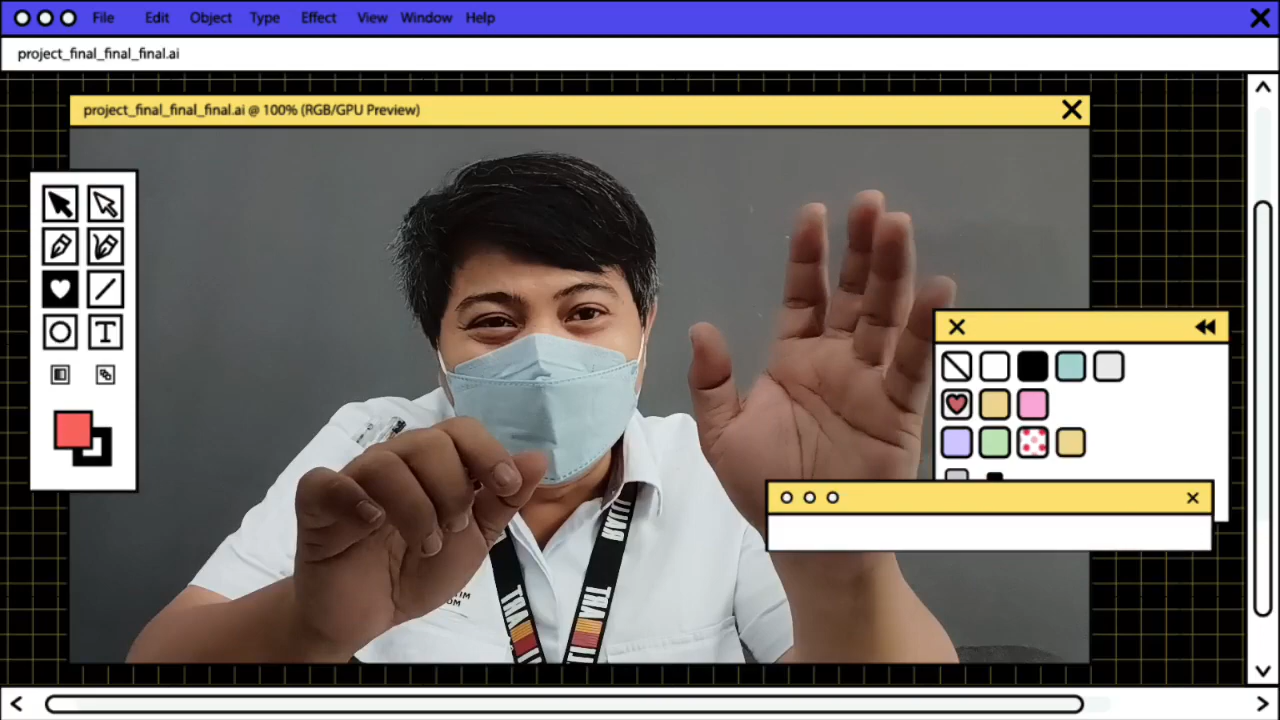 File Edit Object Type Effect View Window Help
project_final_final_final.ai
project_final_final_final.ai @ 100% (RGB/GPU Preview)
T